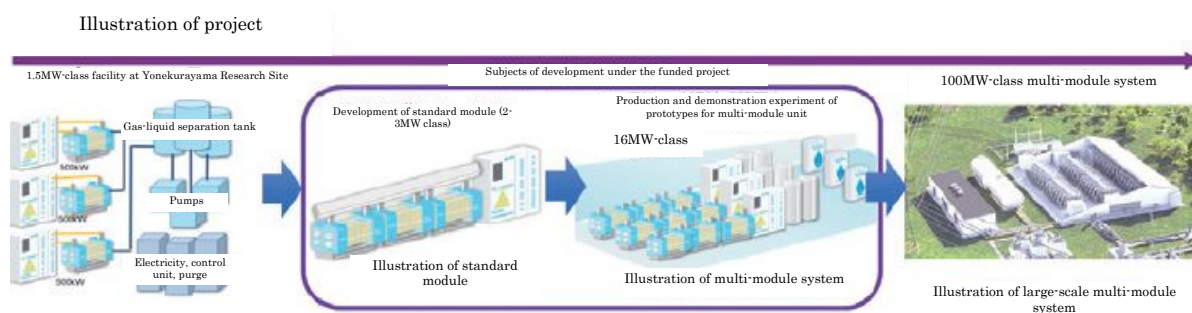 Illustration of project
1.5MW-class facility at Yonekurayama Research Site
Gas-liquid separation tank
500kW
Pumps
500kW
Electricity, control
unit, purge
500kW
Subjects of development under the funded project
Development of standard module (2-
3MW class)
Illustration of standard
module
Production and demonstration experiment of
prototypes for multi-module unit
16MW-class
Illustration of multi-module system
100MW-class multi-module system
Illustration of large-scale multi-module
system